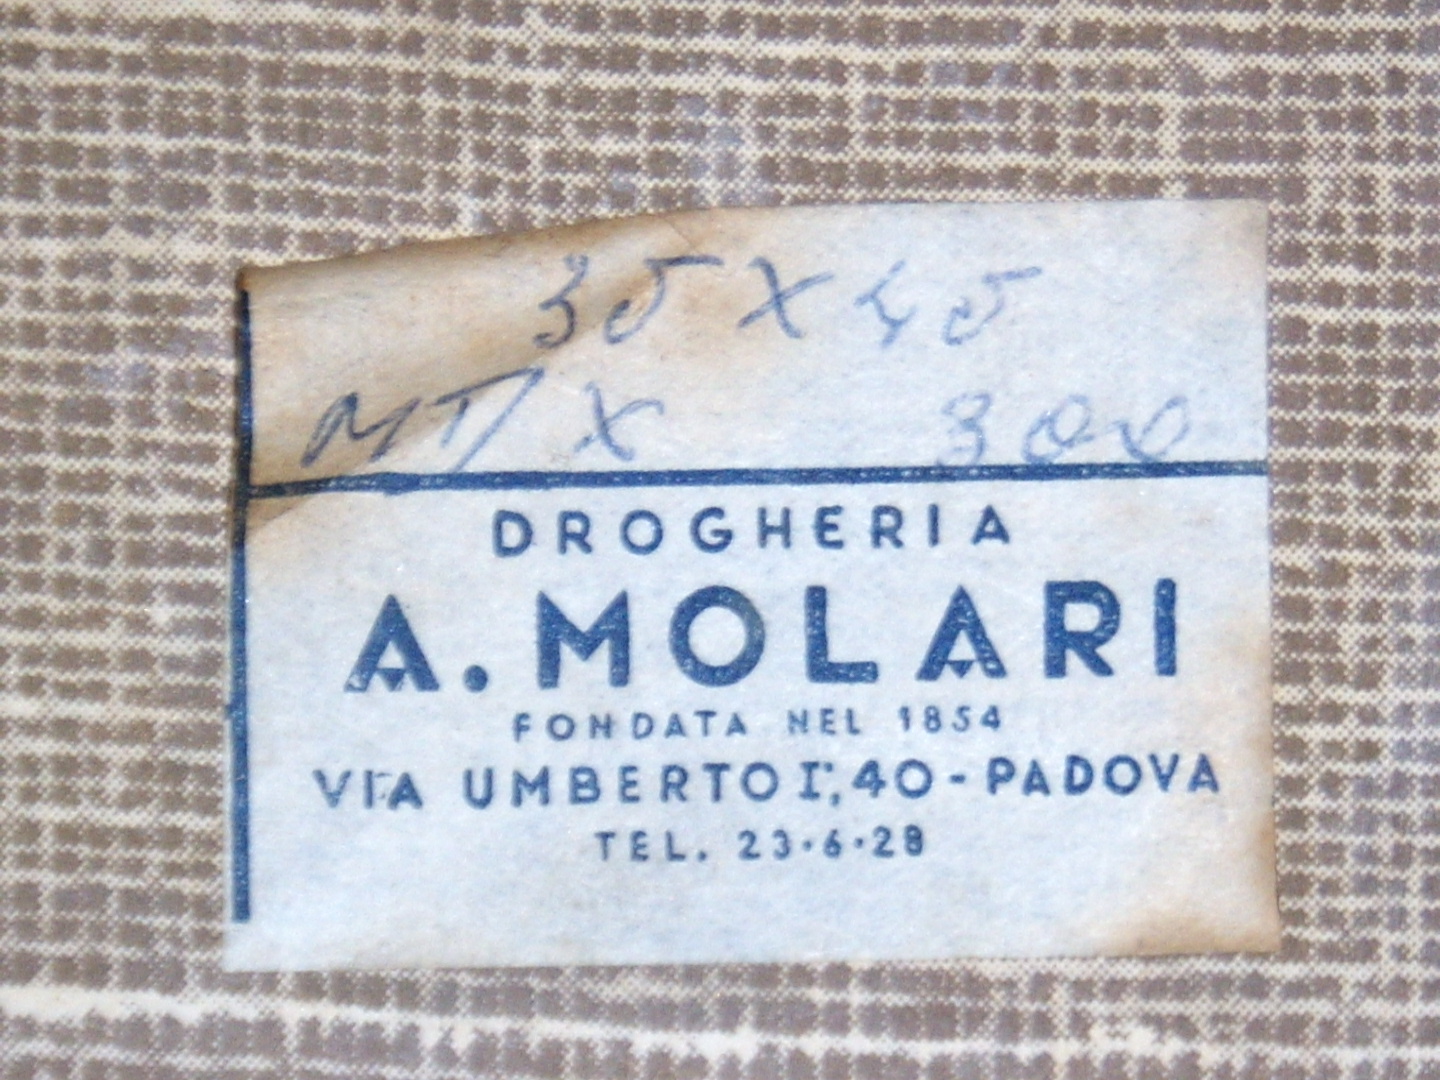 35 X 45
MT/ X 300
DROGHERIA
A. MOLARI
FONDATA NEL 1854
VIA UMBERTO I°, 40 - PADOVA
TEL. 23·6·28